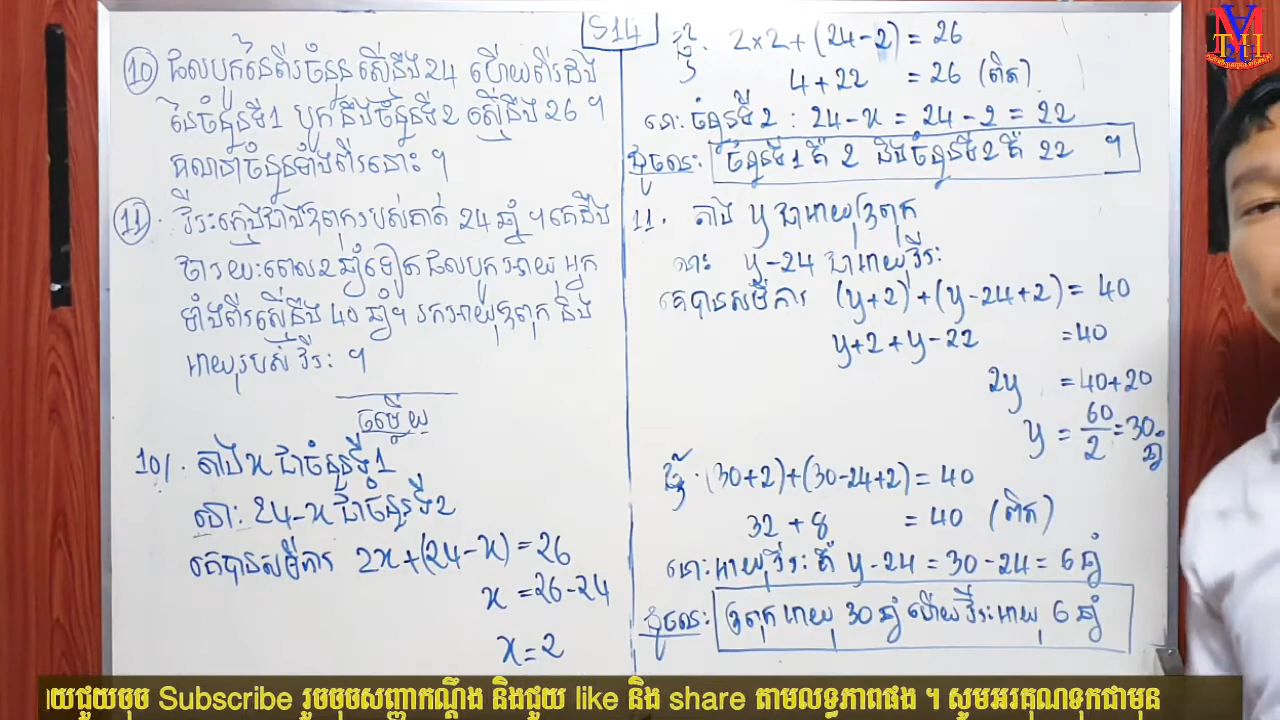 S14
⑩ ផលបូកនៃពីរចំនួនស្មើនឹង 24 ហើយពីរដង
នៃចំនួនទី1 បូកនឹងចំនួនទី2 ស្មើនឹង 26 ។
គណនាចំនួនទាំងពីរនោះ ។
⑪. វីរៈក្មេងជាងឪពុករបស់គាត់ 24 ឆ្នាំ ។ គេដឹង
ថារយៈពេល 2 ឆ្នាំទៀតផលបូកអាយុអ្នក
ទាំងពីរស្មើនឹង 40 ឆ្នាំ។ រកអាយុឪពុក និង
អាយុរបស់ វីរៈ ។
ចម្លើយ
10/. តាង x ជាចំនួនទី1
នោះ 24-x ជាចំនួនទី2
គេបានសមីការ 2x+(24-x)=26
x =26-24
x=2
2×2+(24-2)=26
4+22 =26 (ពិត)
នោះ ចំនួនទី2 : 24-x = 24-2 = 22
ដូចនេះ ចំនួនទី1 គឺ 2 និងចំនួនទី2 គឺ 22 ។
11. តាង y ជាអាយុឪពុក
នោះ y-24 ជាអាយុវីរៈ
គេបានសមីការ (y+2)+(y-24+2)=40
y+2+y-22 =40
2y =40+20
y = 60/2 =30 ឆ្នាំ
(30+2)+(30-24+2)=40
32+8 =40 (ពិត)
នោះ អាយុវីរៈគឺ y-24 = 30-24 = 6 ឆ្នាំ
ដូចនេះ ឪពុកអាយុ 30 ឆ្នាំ ហើយវីរៈអាយុ 6 ឆ្នាំ
យជួយចុច Subscribe រួចចុចសញ្ញាកណ្ដឹង និងជួយ like និង share តាមលទ្ធភាពផង ។ សូមអរគុណទុកជាមុន